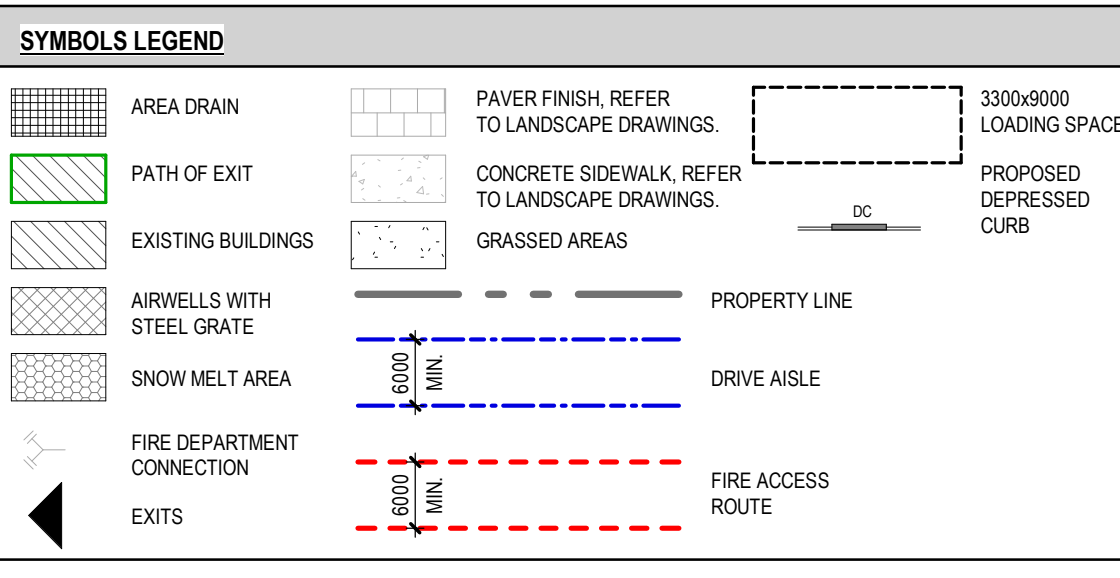 SYMBOLS LEGEND
AREA DRAIN
PATH OF EXIT
EXISTING BUILDINGS
AIRWELLS WITH
STEEL GRATE
SNOW MELT AREA
FIRE DEPARTMENT
CONNECTION
EXITS
PAVER FINISH, REFER
TO LANDSCAPE DRAWINGS.
CONCRETE SIDEWALK, REFER
TO LANDSCAPE DRAWINGS.
GRASSED AREAS
PROPERTY LINE
6000
MIN.
DRIVE AISLE
6000
MIN.
FIRE ACCESS
ROUTE
3300x9000
LOADING SPACE
DC
PROPOSED
DEPRESSED
CURB